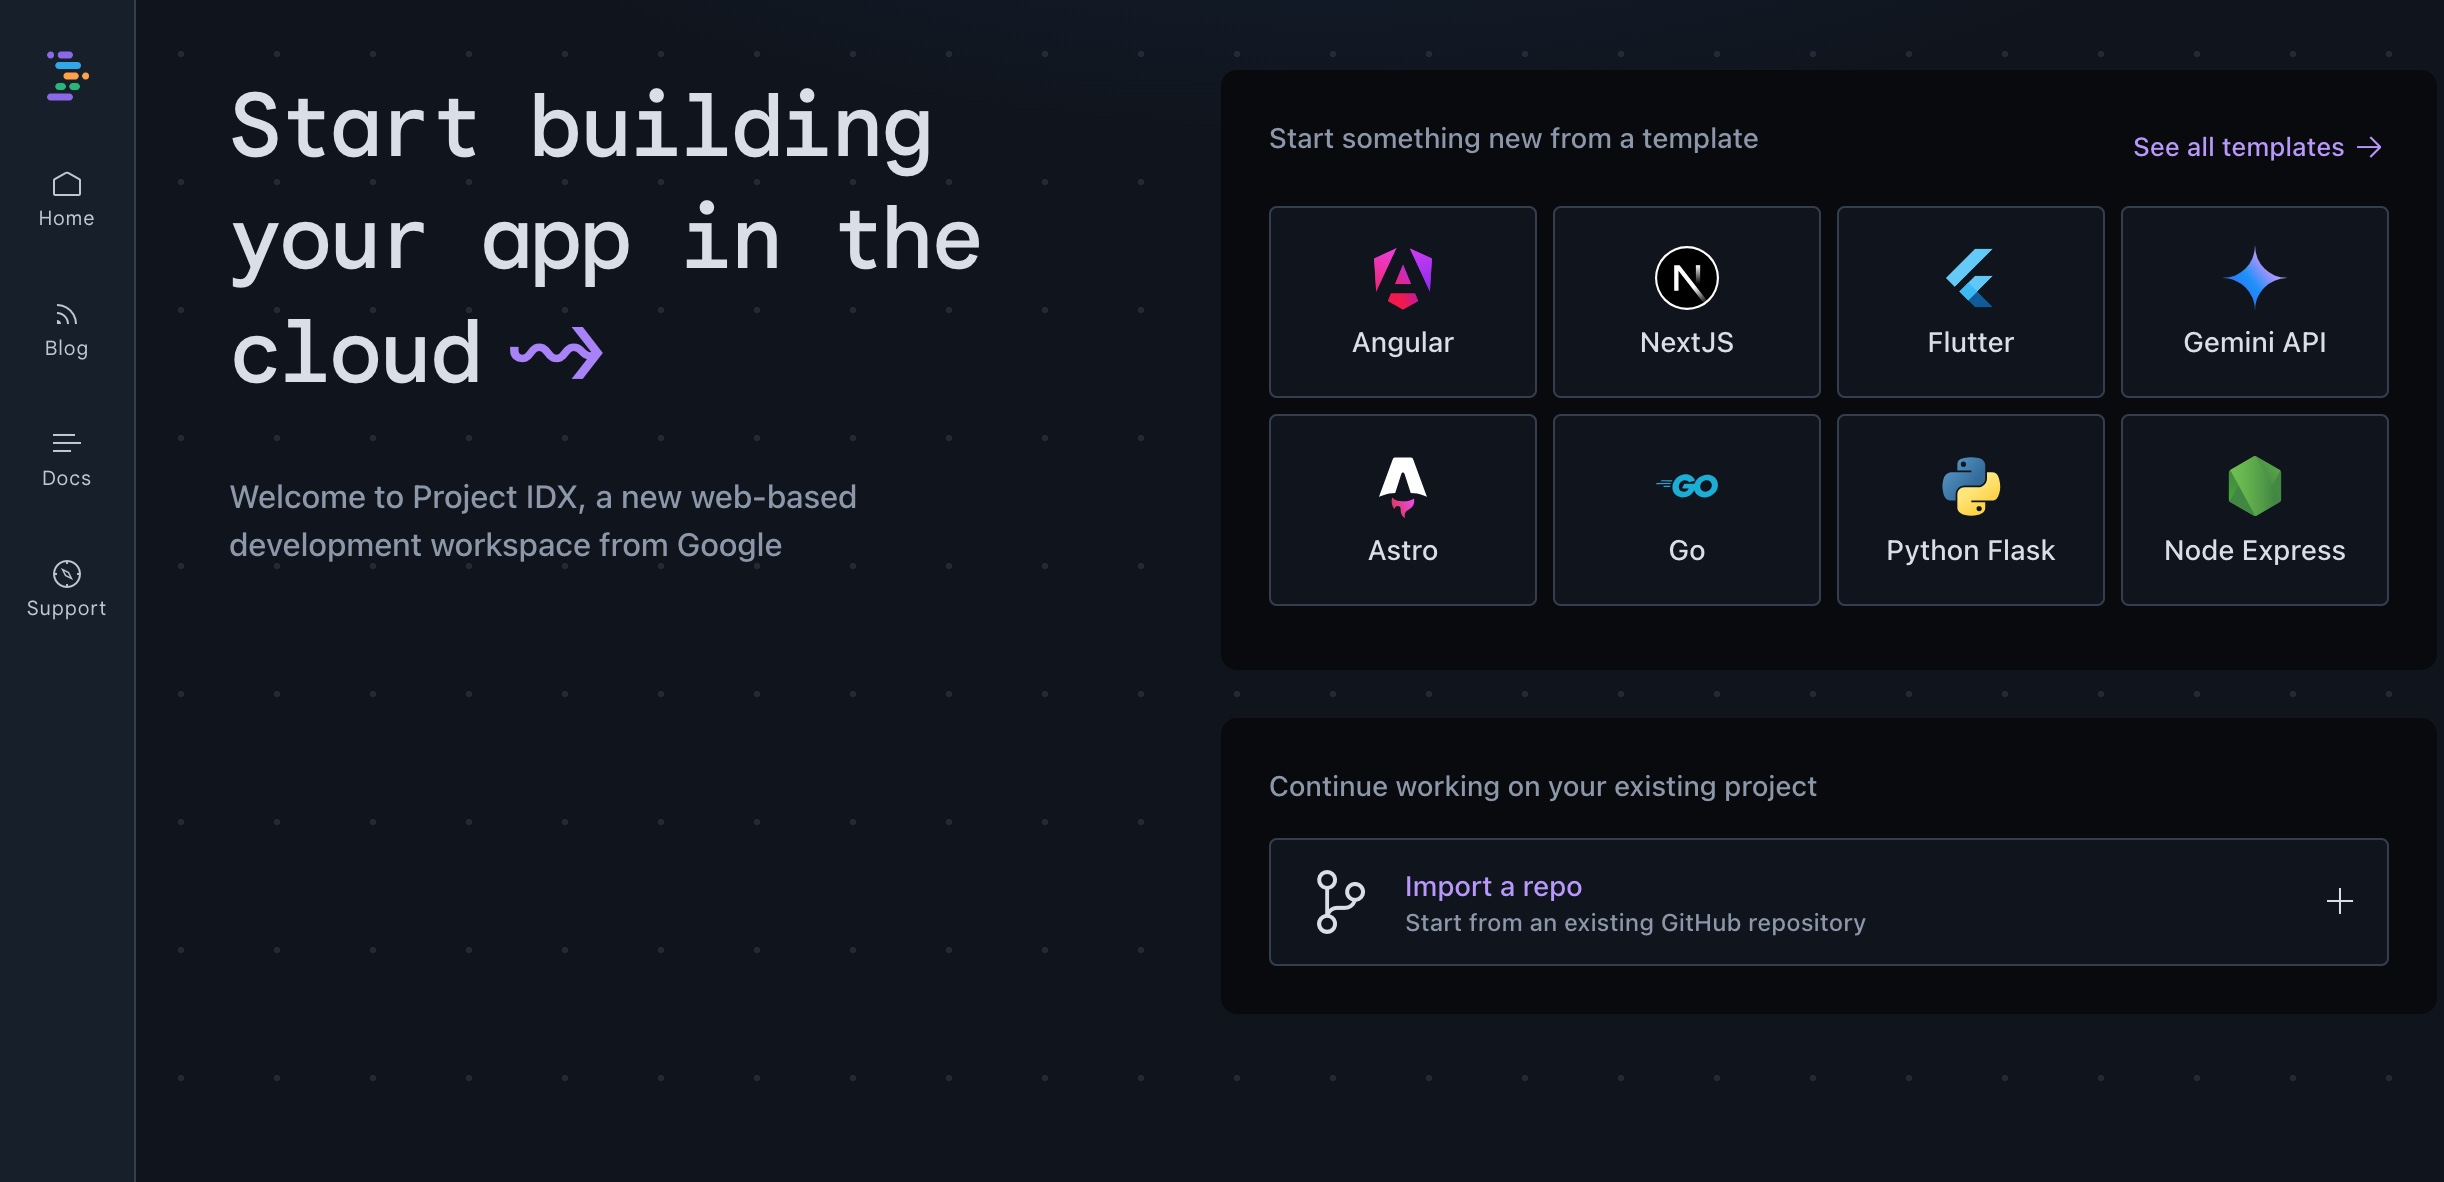 Home
Blog
Docs
Support
Start building
your app in the
cloud
Welcome to Project IDX, a new web-based
development workspace from Google
Start something new from a template
See all templates
Angular
NextJS
Flutter
Gemini API
Astro
GO
Go
Python Flask
Node Express
Continue working on your existing project
Import a repo
Start from an existing GitHub repository